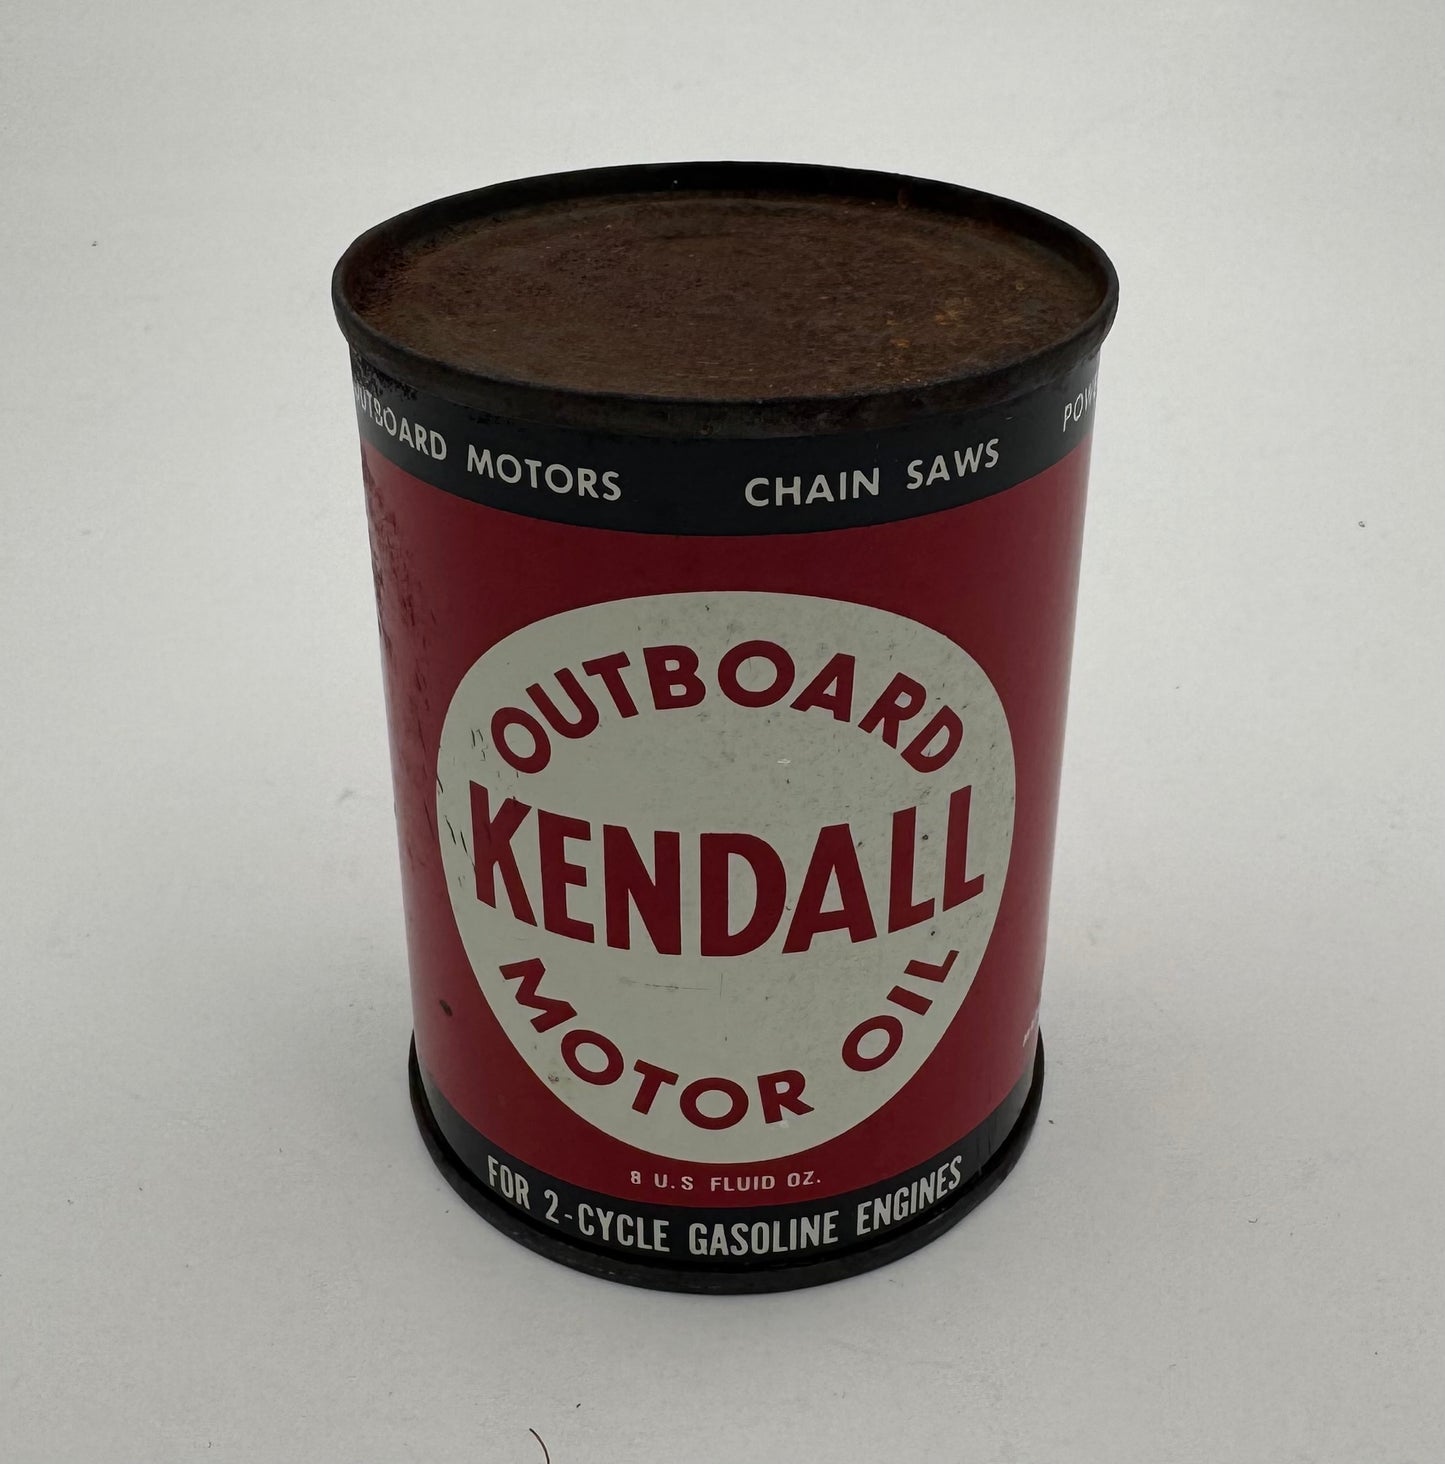 OUTBOARD MOTORS CHAIN SAWS
OUTBOARD
KENDALL
MOTOR OIL
8 U.S FLUID OZ.
FOR 2-CYCLE GASOLINE ENGINES